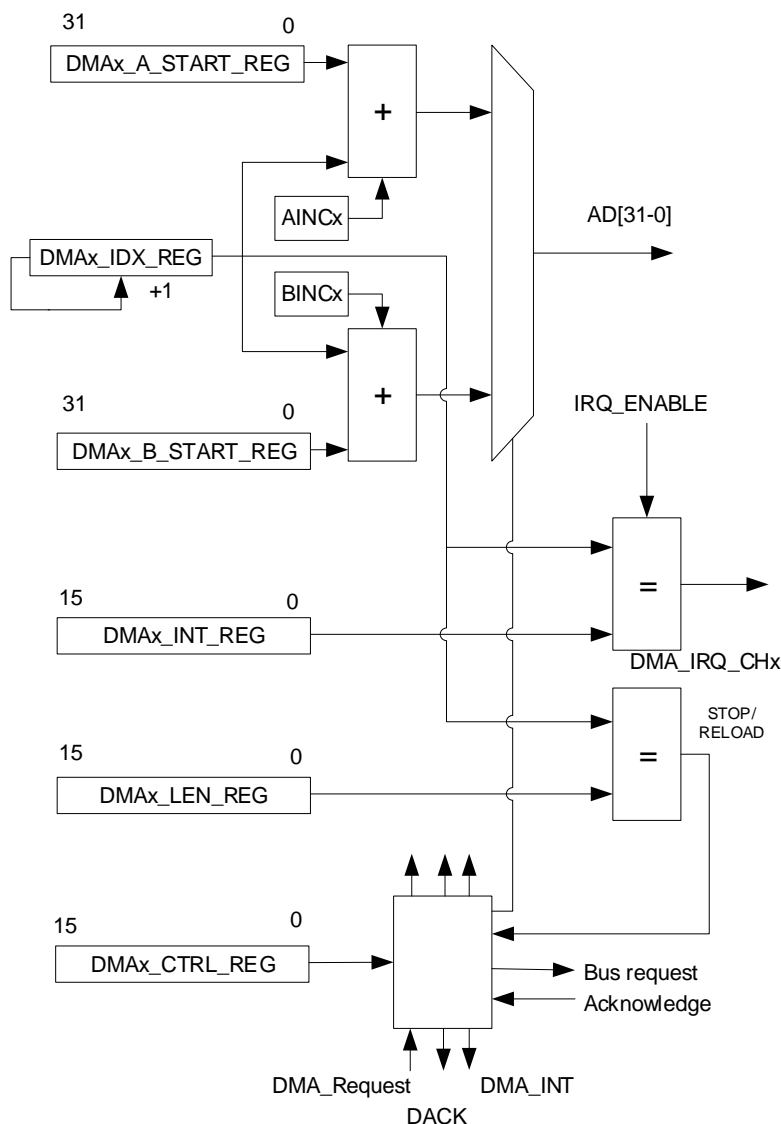 31
0
DMAx_A_START_REG
+
AINCx
AD[31-0]
DMAx_IDX_REG
+1
BINCx
+
31
0
IRQ_ENABLE
DMAx_B_START_REG
15
0
=
DMAx_INT_REG
DMA_IRQ_CHx
STOP/
RELOAD
15
0
=
DMAx_LEN_REG
15
0
DMAx_CTRL_REG
Bus request
Acknowledge
DMA_Request
DMA_INT
DACK